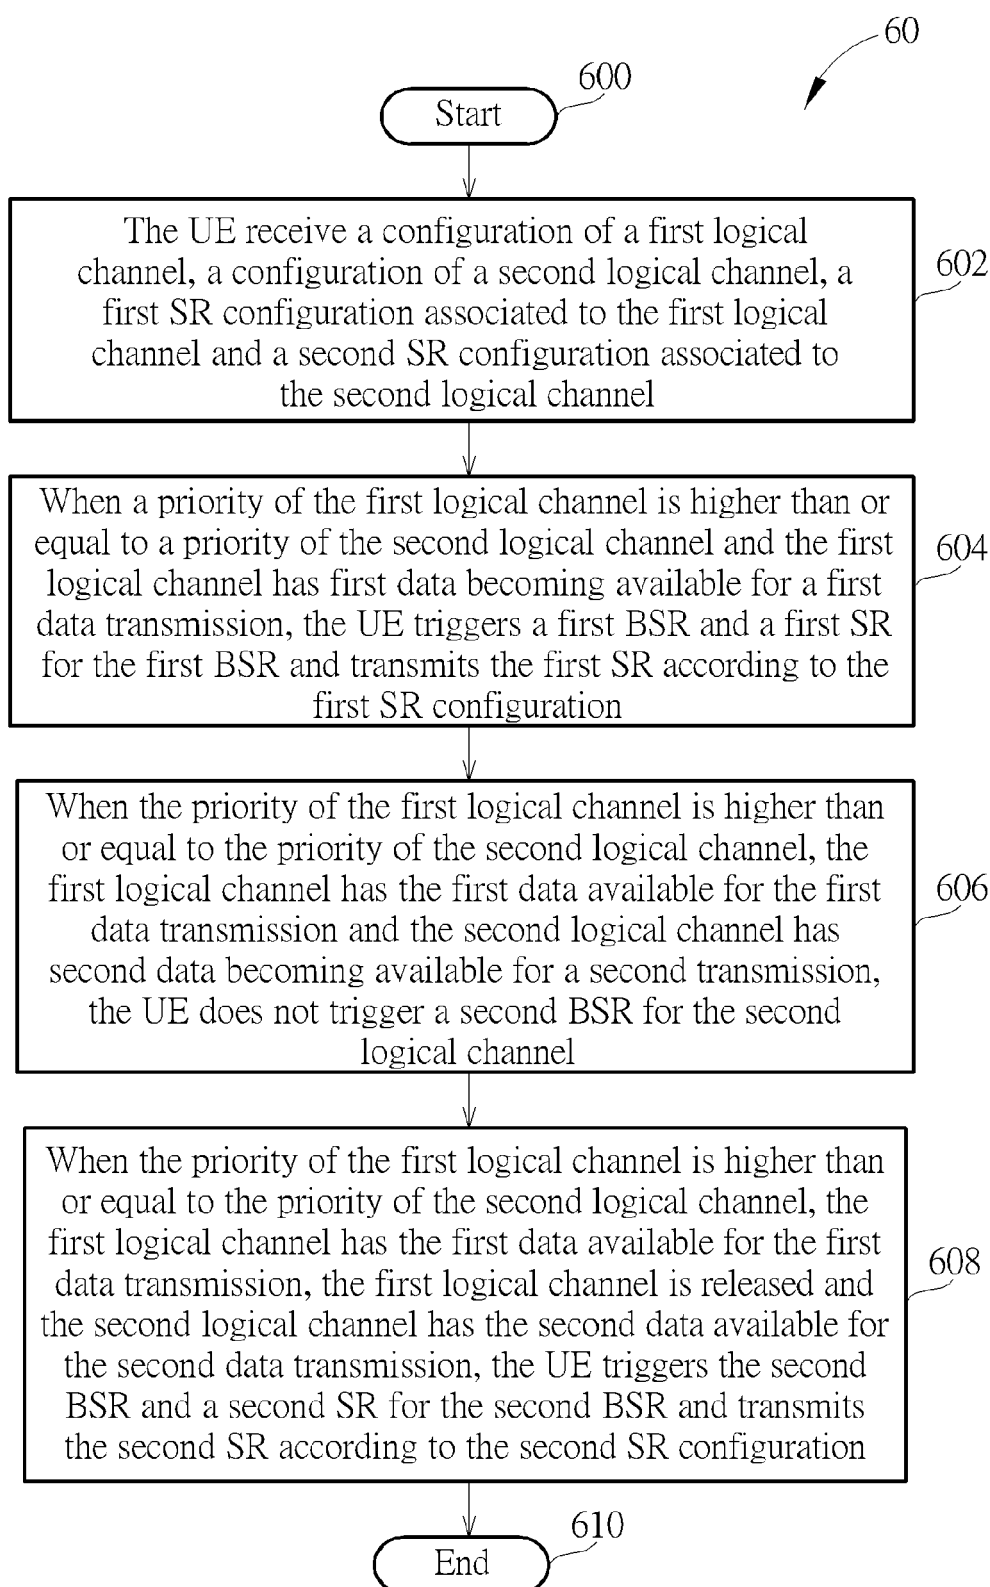 60
600
Start
The UE receive a configuration of a first logical
channel, a configuration of a second logical channel, a
first SR configuration associated to the first logical
channel and a second SR configuration associated to
the second logical channel
602
When a priority of the first logical channel is higher than or
equal to a priority of the second logical channel and the first
logical channel has first data becoming available for a first
data transmission, the UE triggers a first BSR and a first SR
for the first BSR and transmits the first SR according to the
first SR configuration
604
When the priority of the first logical channel is higher than
or equal to the priority of the second logical channel, the
first logical channel has the first data available for the first
data transmission and the second logical channel has
second data becoming available for a second transmission,
the UE does not trigger a second BSR for the second
logical channel
606
When the priority of the first logical channel is higher than
or equal to the priority of the second logical channel, the
first logical channel has the first data available for the first
data transmission, the first logical channel is released and
the second logical channel has the second data available for
the second data transmission, the UE triggers the second
BSR and a second SR for the second BSR and transmits
the second SR according to the second SR configuration
608
610
End